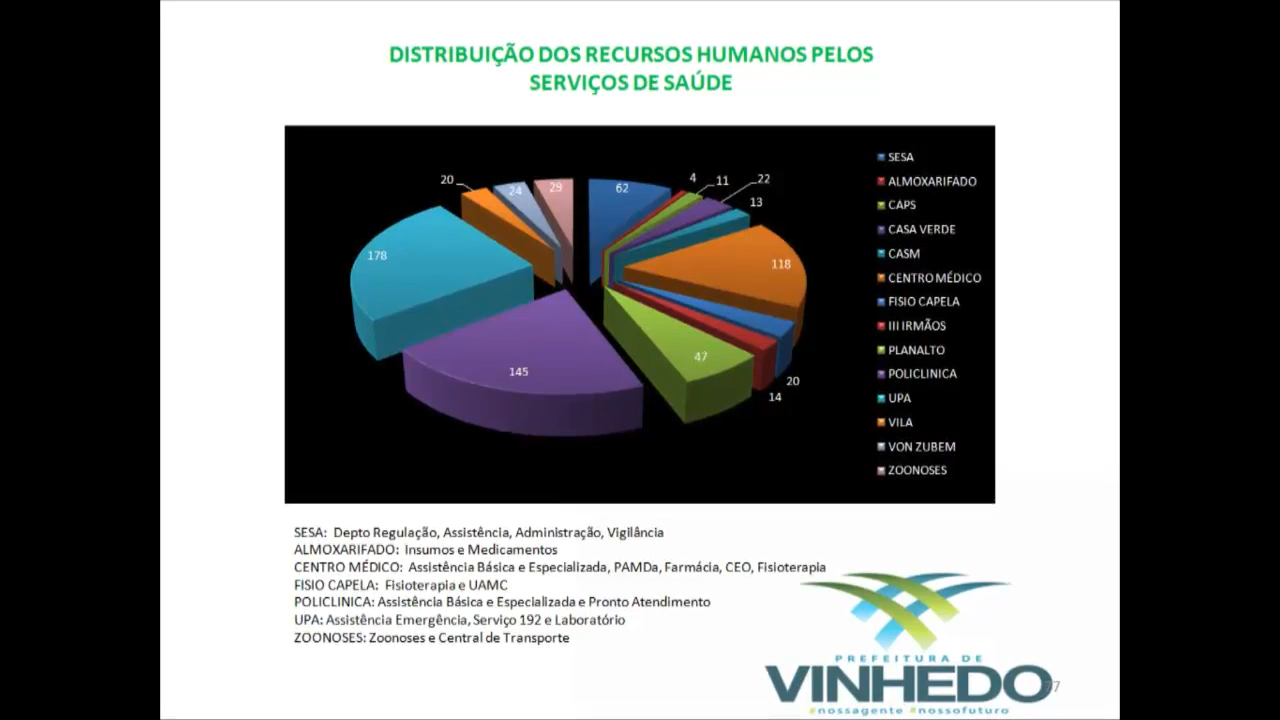 DISTRIBUIÇÃO DOS RECURSOS HUMANOS PELOS
SERVIÇOS DE SAÚDE
20
24
29
62
4
11
22
13
118
178
145
47
20
14
SESA
ALMOXARIFADO
CAPS
CASA VERDE
CASM
CENTRO MÉDICO
FISIO CAPELA
III IRMÃOS
PLANALTO
POLICLINICA
UPA
VILA
VON ZUBEM
ZOONOSES
SESA: Depto Regulação, Assistência, Administração, Vigilância
ALMOXARIFADO: Insumos e Medicamentos
CENTRO MÉDICO: Assistência Básica e Especializada, PAMDa, Farmácia, CEO, Fisioterapia
FISIO CAPELA: Fisioterapia e UAMC
POLICLINICA: Assistência Básica e Especializada e Pronto Atendimento
UPA: Assistência Emergência, Serviço 192 e Laboratório
ZOONOSES: Zoonoses e Central de Transporte
PREFEITURA DE
VINHEDO
77
#nossagente #nossofuturo